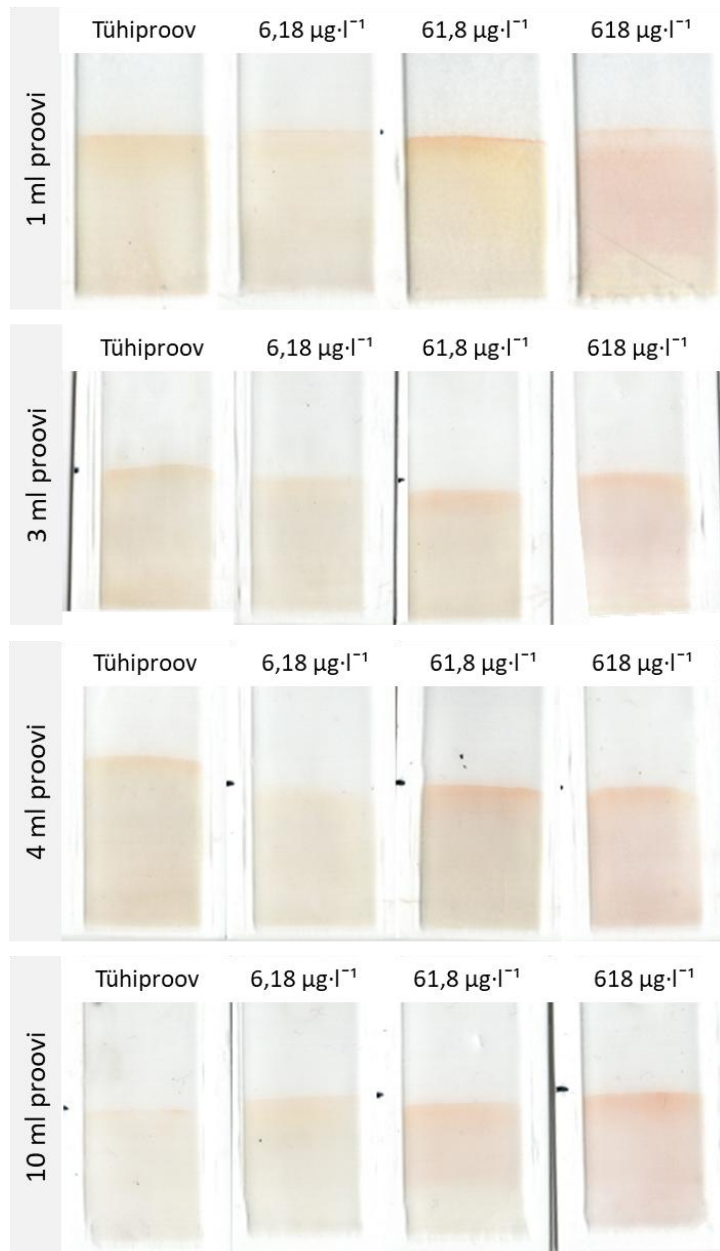 Tühiproov 6,18 µg·l⁻¹ 61,8 µg·l⁻¹ 618 µg·l⁻¹
1 ml proovi
Tühiproov 6,18 µg·l⁻¹ 61,8 µg·l⁻¹ 618 µg·l⁻¹
3 ml proovi
Tühiproov 6,18 µg·l⁻¹ 61,8 µg·l⁻¹ 618 µg·l⁻¹
4 ml proovi
Tühiproov 6,18 µg·l⁻¹ 61,8 µg·l⁻¹ 618 µg·l⁻¹
10 ml proovi